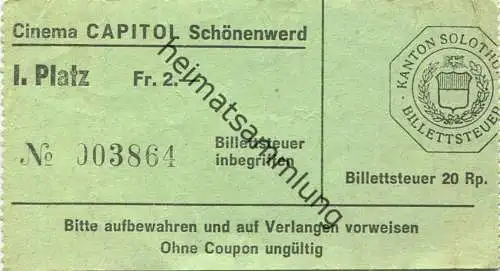 Cinema CAPITOL Schönenwerd
I. Platz Fr. 2.-
№ 003864
Billettsteuer
inbegriffen
KANTON SOLOTHURN
BILLETTSTEUER
Billettsteuer 20 Rp.
Bitte aufbewahren und auf Verlangen vorweisen
Ohne Coupon ungültig
heimatsammlung